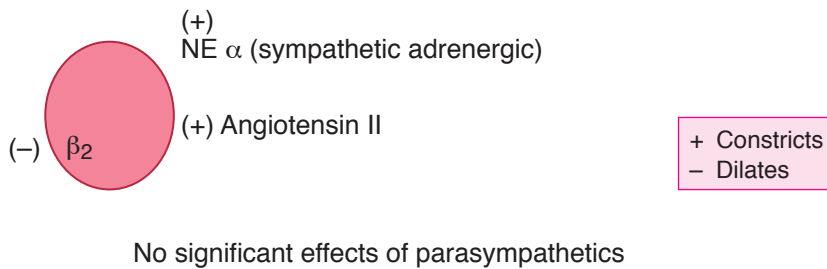 (+)
NE α (sympathetic adrenergic)
(+) Angiotensin II
(–) β₂
+ Constricts
– Dilates
No significant effects of parasympathetics